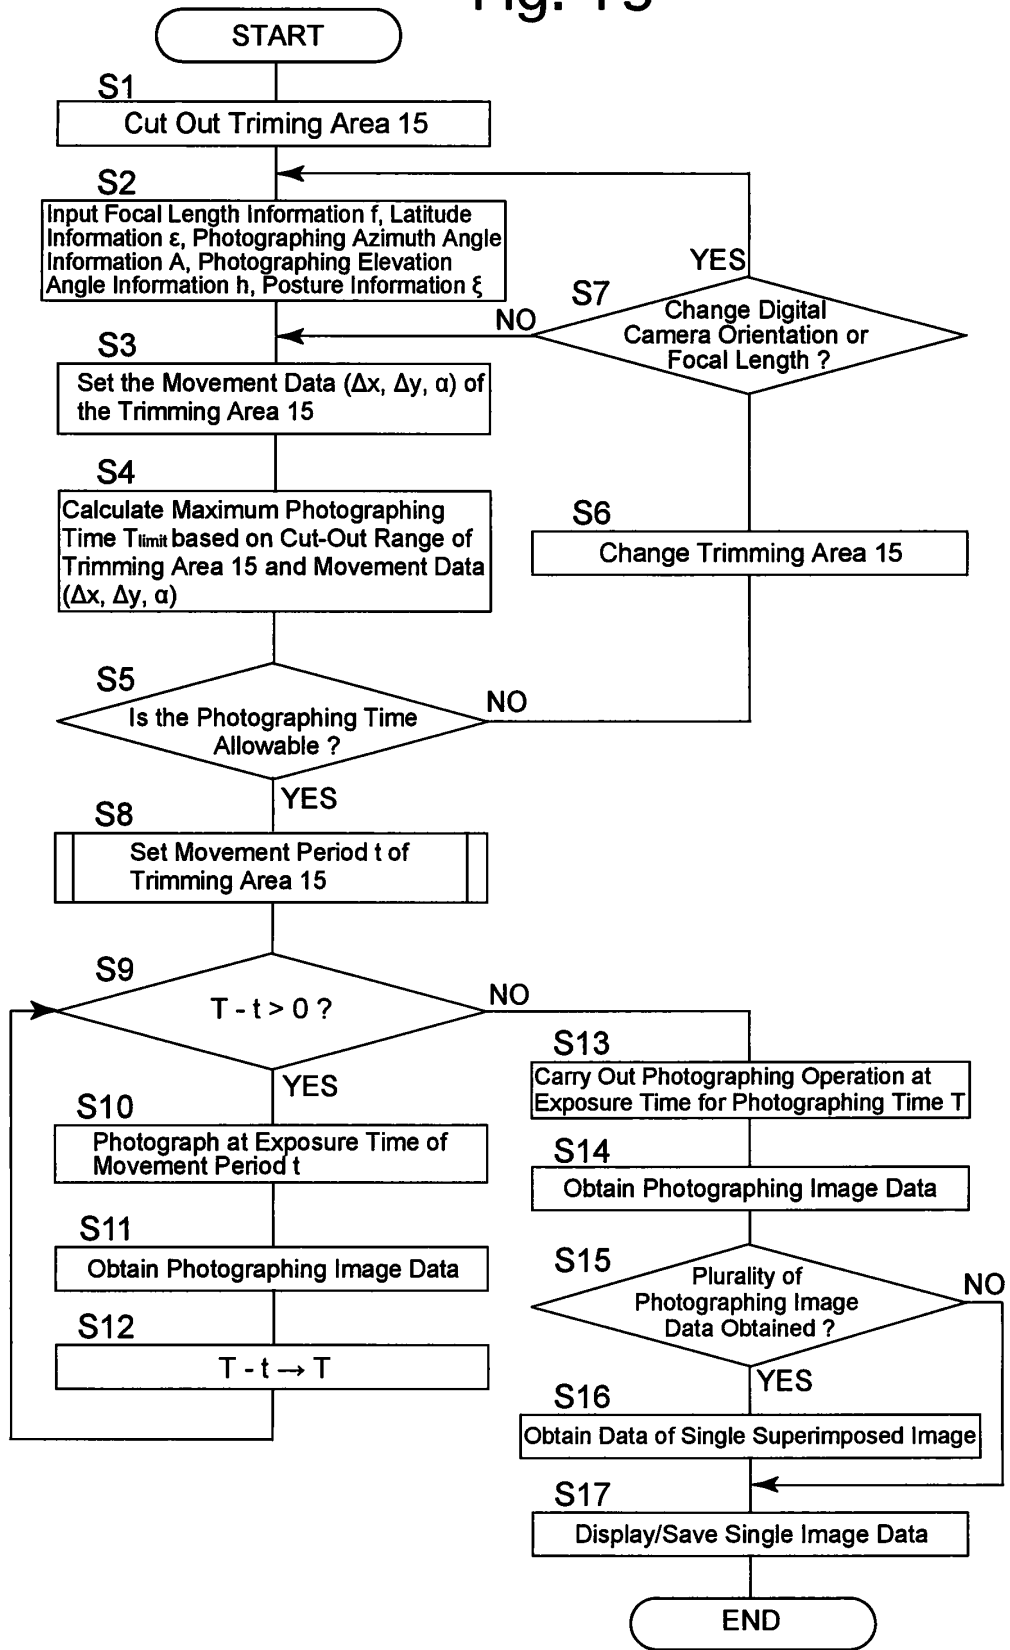 Fig.
START
S1
Cut Out Triming Area 15
S2
Input Focal Length Information f, Latitude
Information ε, Photographing Azimuth Angle
Information A, Photographing Elevation
Angle Information h, Posture Information ξ
YES
S7
Change Digital
Camera Orientation or
Focal Length ?
NO
S3
Set the Movement Data (Δx, Δy, α) of
the Trimming Area 15
S4
Calculate Maximum Photographing
Time Tlimit based on Cut-Out Range of
Trimming Area 15 and Movement Data
(Δx, Δy, α)
S6
Change Trimming Area 15
S5
Is the Photographing Time
Allowable ?
NO
YES
S8
Set Movement Period t of
Trimming Area 15
S9
T - t > 0 ?
NO
YES
S10
Photograph at Exposure Time of
Movement Period t
S11
Obtain Photographing Image Data
S12
T - t → T
S13
Carry Out Photographing Operation at
Exposure Time for Photographing Time T
S14
Obtain Photographing Image Data
S15
Plurality of
Photographing Image
Data Obtained ?
NO
YES
S16
Obtain Data of Single Superimposed Image
S17
Display/Save Single Image Data
END